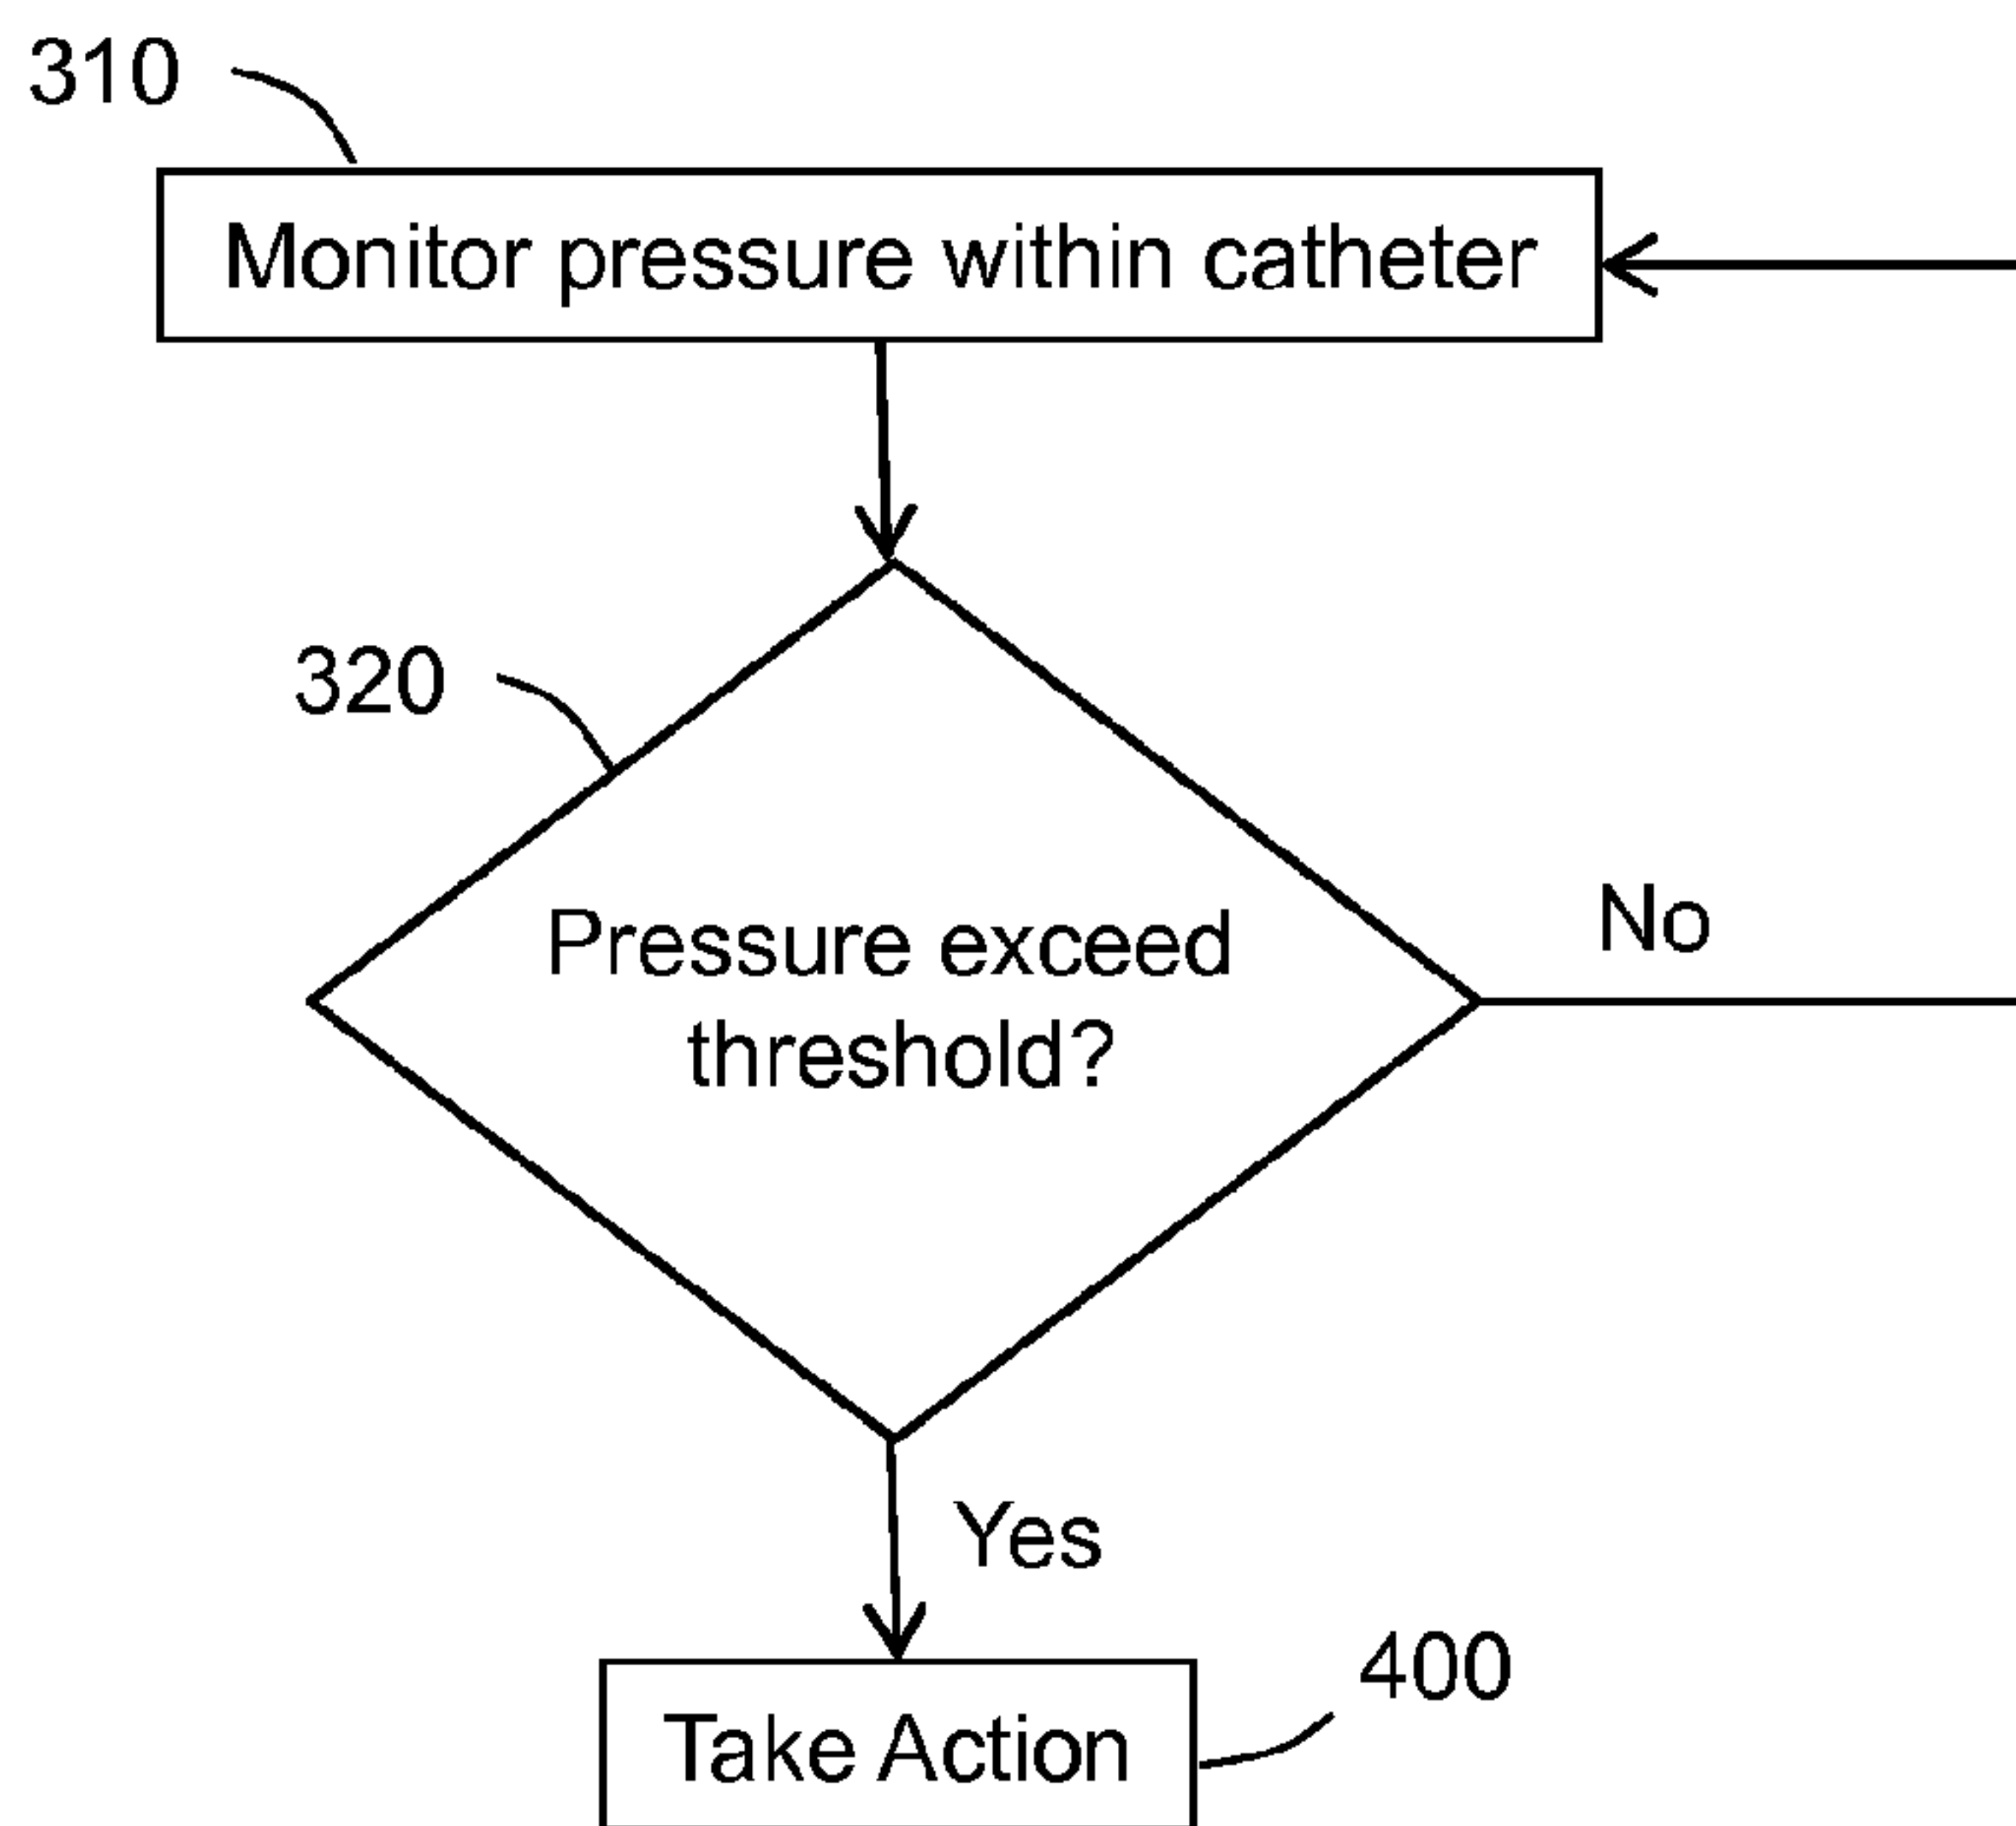 310
Monitor pressure within catheter
320
Pressure exceed
threshold?
No
Yes
400
Take Action